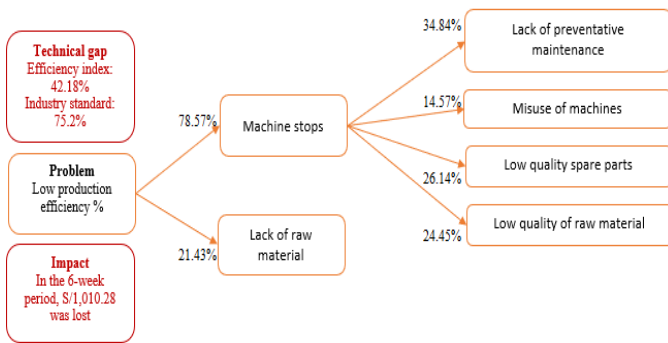 Technical gap
Efficiency index:
42.18%
Industry standard:
75.2%
Problem
Low production
efficiency %
Impact
In the 6-week
period, S/1,010.28
was lost
78.57%
Machine stops
21.43%
Lack of raw
material
34.84%
Lack of preventative
maintenance
14.57%
Misuse of machines
26.14%
Low quality spare parts
24.45%
Low quality of raw material